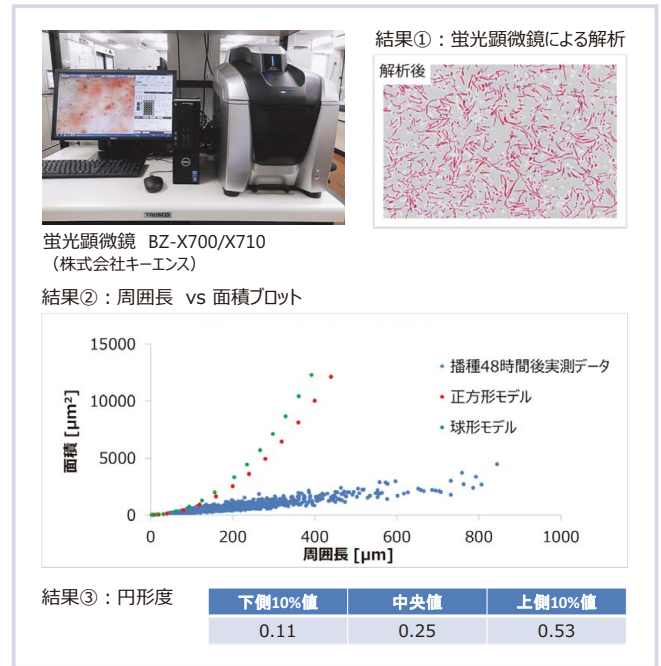 結果①:蛍光顕微鏡による解析
解析後
TRUSCO
DELL
蛍光顕微鏡 BZ-X700/X710
(株式会社キーエンス)
結果②:周囲長 vs 面積ブロット
15000
10000
5000
0
面積 [μm²]
播種48時間後実測データ
正方形モデル
球形モデル
0 200 400 600 800 1000
周囲長 [μm]
結果③:円形度
下側10%値 中央値 上側10%値
0.11 0.25 0.53